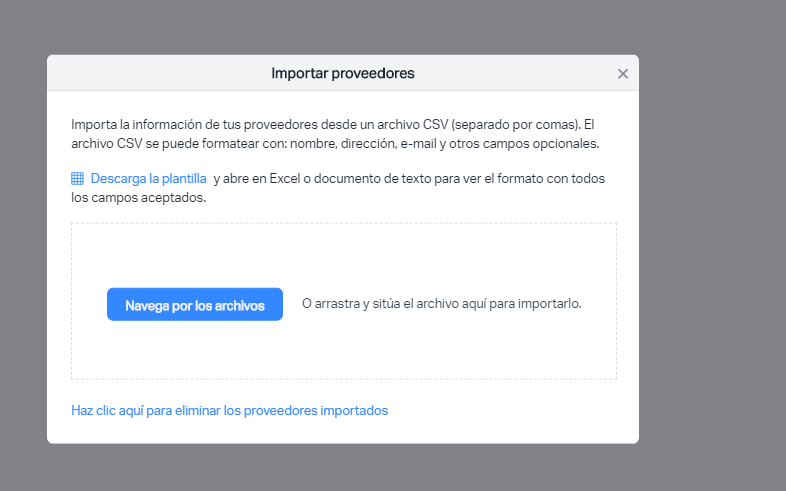 Importar proveedores
Importa la información de tus proveedores desde un archivo CSV (separado por comas). El
archivo CSV se puede formatear con: nombre, dirección, e-mail y otros campos opcionales.
Descarga la plantilla y abre en Excel o documento de texto para ver el formato con todos
los campos aceptados.
Navega por los archivos O arrastra y sitúa el archivo aquí para importarlo.
Haz clic aquí para eliminar los proveedores importados